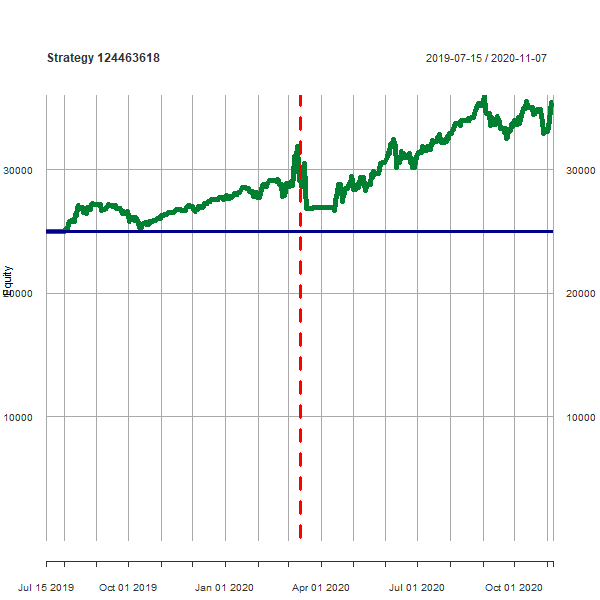 Strategy 124463618
2019-07-15 / 2020-11-07
30000
30000
Equity
20000
20000
10000
10000
Jul 15 2019
Oct 01 2019
Jan 01 2020
Apr 01 2020
Jul 01 2020
Oct 01 2020